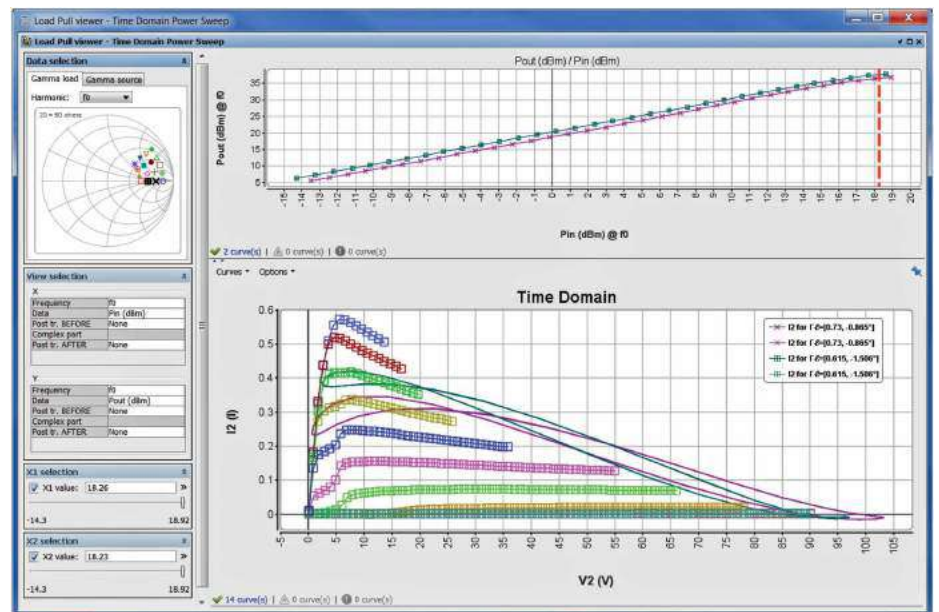 Load Pull viewer - Time Domain Power Sweep
Load Pull viewer - Time Domain Power Sweep
Data selection
Gamma load
Gamma source
Harmonic: f0
View selection
X
Frequency f0
Data Pin (dBm)
Post tr. BEFORE None
Complex part
Post tr. AFTER None
Y
Frequency f0
Data Pout (dBm)
Post tr. BEFORE None
Complex part
Post tr. AFTER None
X1 selection
X1 value: 18.26
-14.3 18.92
X2 selection
X2 value: 18.23
-14.3 18.92
Pout (dBm) / Pin (dBm)
Pout (dBm) @ f0
35
30
25
20
15
10
5
-15 -14 -13 -12 -11 -10 -9 -8 -7 -6 -5 -4 -3 -2 -1 0 1 2 3 4 5 6 7 8 9 10 11 12 13 14 15 16 17 18 19 20
Pin (dBm) @ f0
2 curve(s) | 0 curve(s) | 0 curve(s)
Curves Options
Time Domain
I2 (I)
0.6
0.5
0.4
0.3
0.2
0.1
0
-5 0 5 10 15 20 25 30 35 40 45 50 55 60 65 70 75 80 85 90 95 100 105
V2 (V)
I2 for Γ
I2 for Γ
I2 for Γ
I2 for Γ
14 curve(s) | 0 curve(s) | 0 curve(s)